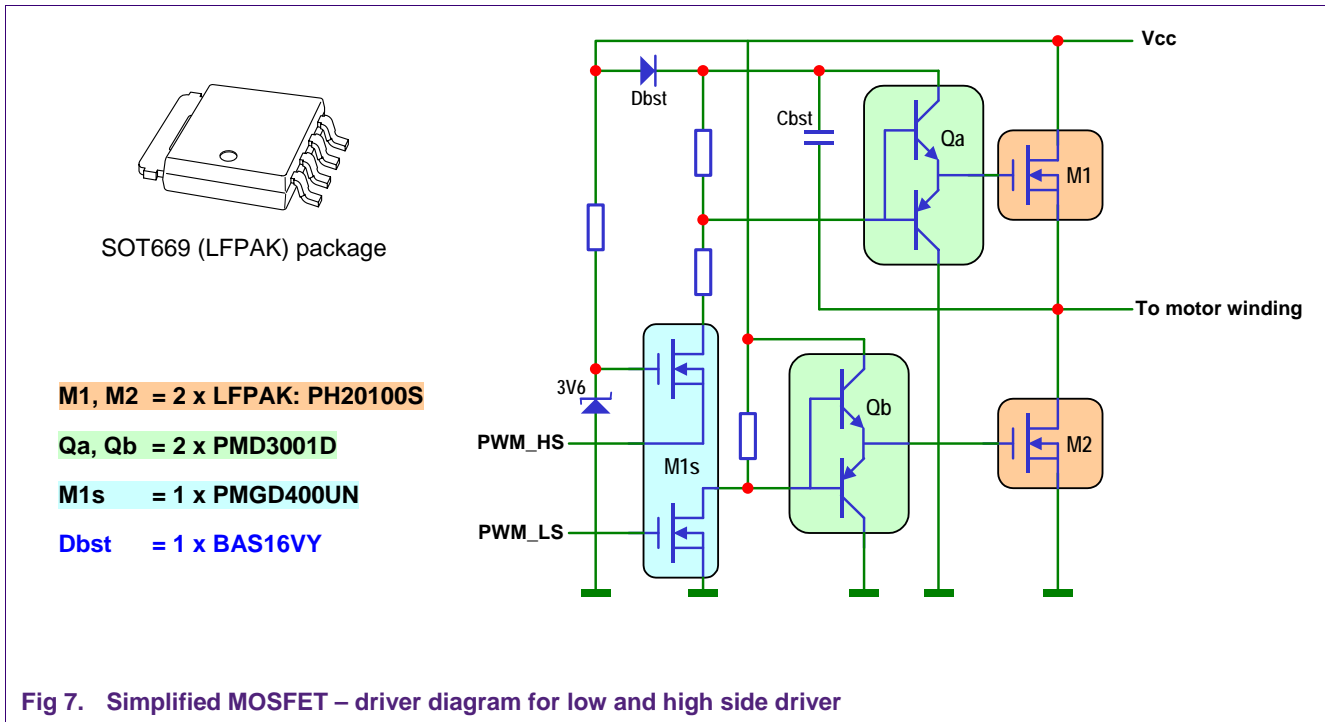 Vcc
Dbst
Cbst
Qa
M1
SOT669 (LFPAK) package
To motor winding
M1, M2 = 2 x LFPAK: PH20100S
3V6
Qb
Qa, Qb = 2 x PMD3001D
PWM_HS
M2
M1s
M1s = 1 x PMGD400UN
PWM_LS
Dbst = 1 x BAS16VY
Fig 7. Simplified MOSFET – driver diagram for low and high side driver